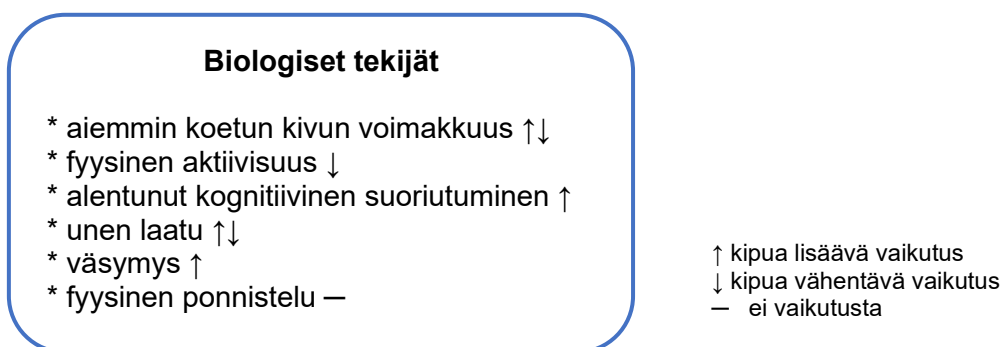 Biologiset tekijät
* aiemmin koetun kivun voimakkuus ↑↓
* fyysinen aktiivisuus ↓
* alentunut kognitiivinen suoriutuminen ↑
* unen laatu ↑↓
* väsymys ↑
* fyysinen ponnistelu ─
↑ kipua lisäävä vaikutus
↓ kipua vähentävä vaikutus
─ ei vaikutusta